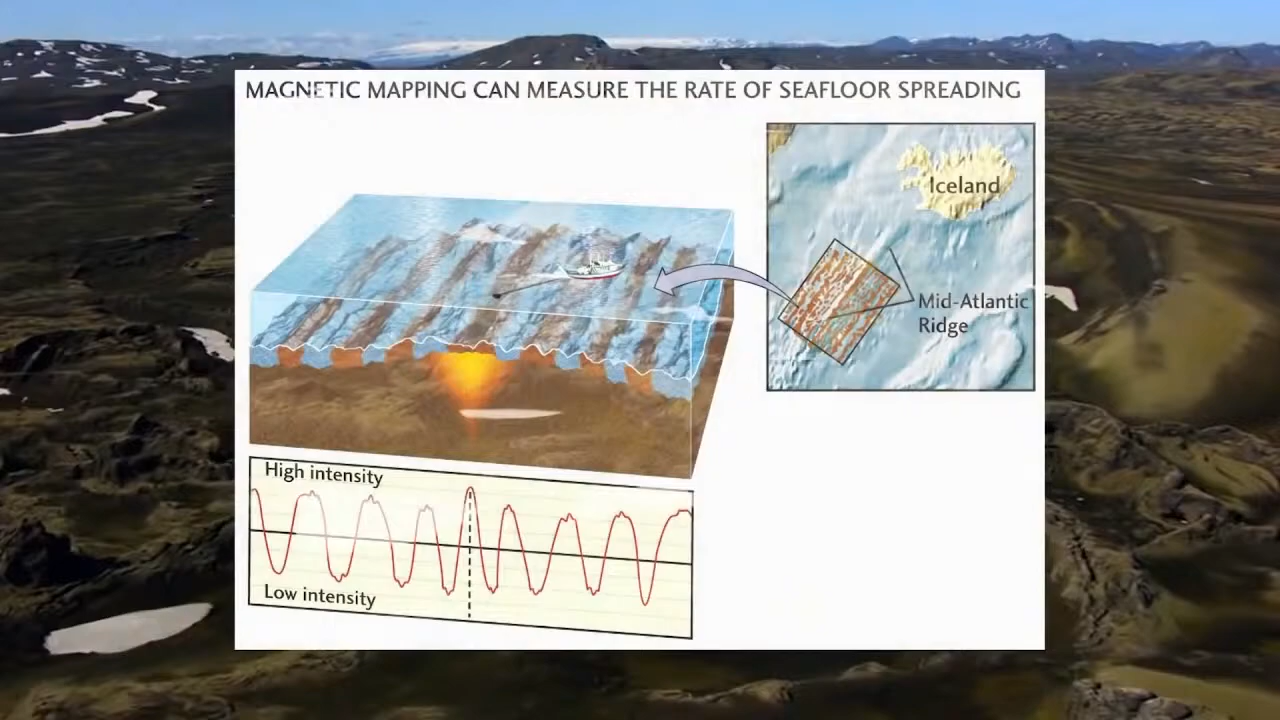 MAGNETIC MAPPING CAN MEASURE THE RATE OF SEAFLOOR SPREADING
Iceland
Mid-Atlantic
Ridge
High intensity
Low intensity